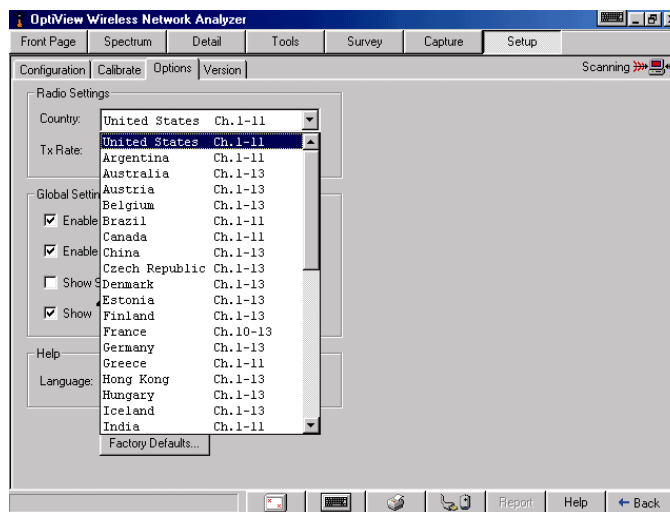 OptiView Wireless Network Analyzer
Front Page Spectrum Detail Tools Survey Capture Setup
Configuration Calibrate Options Version Scanning
Radio Settings
Country: United States Ch.1-11
Tx Rate:
United States Ch.1-11
Argentina Ch.1-11
Australia Ch.1-13
Austria Ch.1-13
Belgium Ch.1-13
Brazil Ch.1-11
Canada Ch.1-11
China Ch.1-13
Czech Republic Ch.1-13
Denmark Ch.1-13
Estonia Ch.1-13
Finland Ch.1-13
France Ch.10-13
Germany Ch.1-13
Greece Ch.1-11
Hong Kong Ch.1-13
Hungary Ch.1-13
Iceland Ch.1-13
India Ch.1-11
Global Settin
Enable
Enable
Show S
Show
Help
Language:
Factory Defaults...
Report Help Back